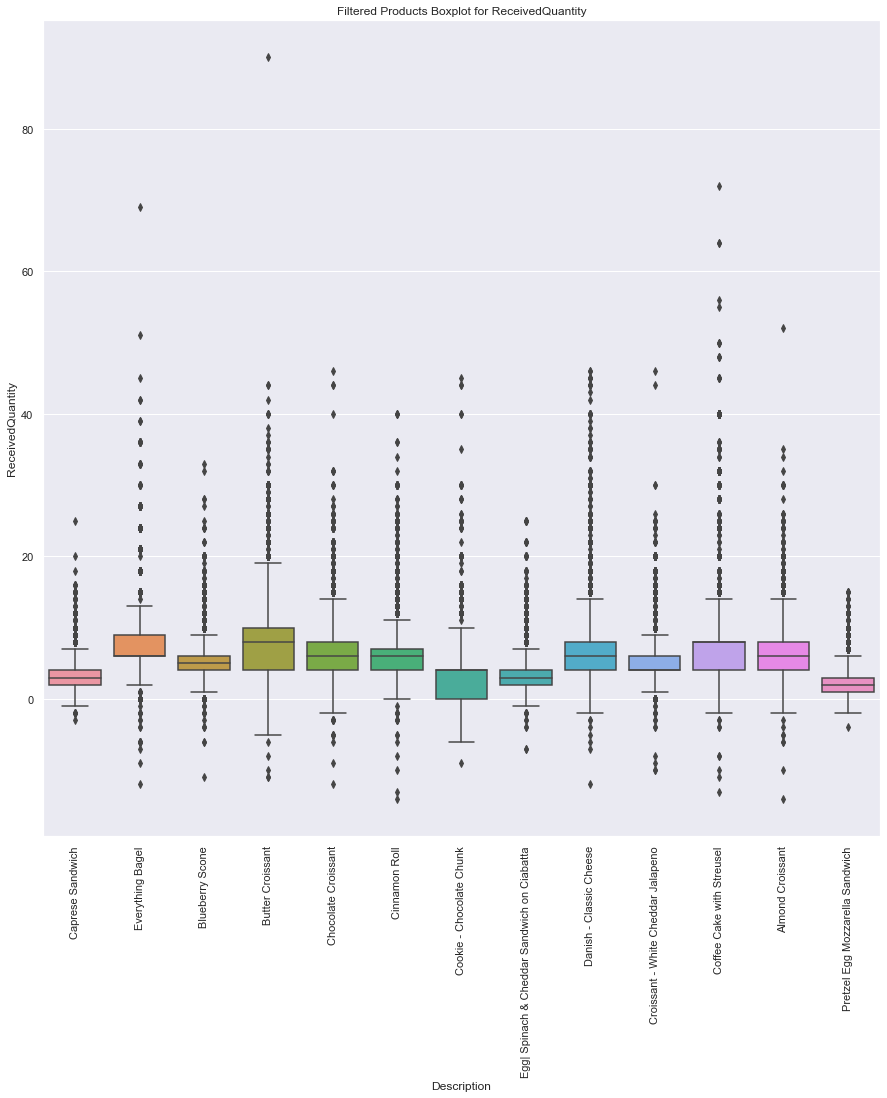 Filtered Products Boxplot for ReceivedQuantity
80
60
40
20
0
ReceivedQuantity
Caprese Sandwich
Everything Bagel
Blueberry Scone
Butter Croissant
Chocolate Croissant
Cinnamon Roll
Cookie - Chocolate Chunk
Egg| Spinach & Cheddar Sandwich on Ciabatta
Danish - Classic Cheese
Croissant - White Cheddar Jalapeno
Coffee Cake with Streusel
Almond Croissant
Pretzel Egg Mozzarella Sandwich
Description